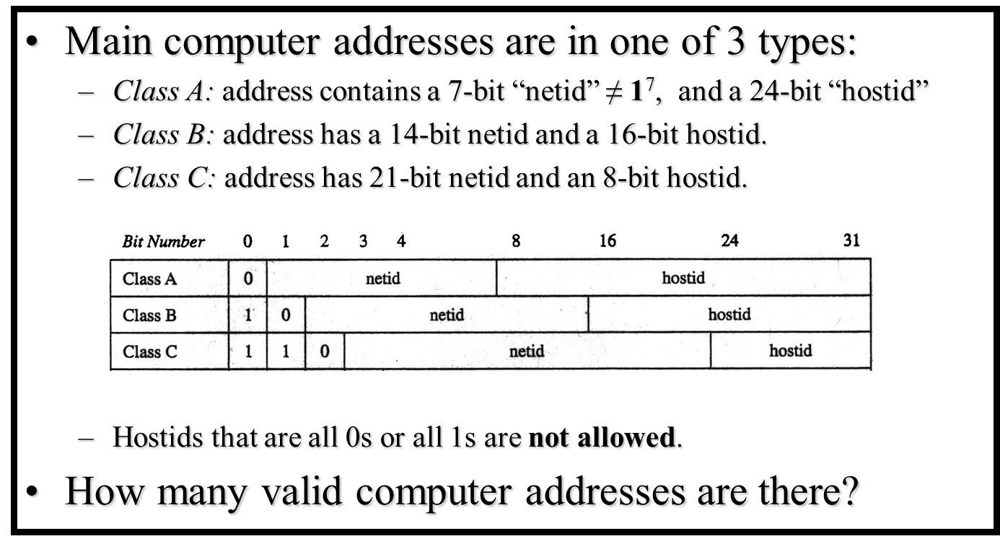 • Main computer addresses are in one of 3 types:
– Class A: address contains a 7-bit “netid” ≠ 1⁷, and a 24-bit “hostid”
– Class B: address has a 14-bit netid and a 16-bit hostid.
– Class C: address has 21-bit netid and an 8-bit hostid.
Bit Number 0 1 2 3 4 8 16 24 31
Class A 0 netid hostid
Class B 1 0 netid hostid
Class C 1 1 0 netid hostid
– Hostids that are all 0s or all 1s are not allowed.
• How many valid computer addresses are there?